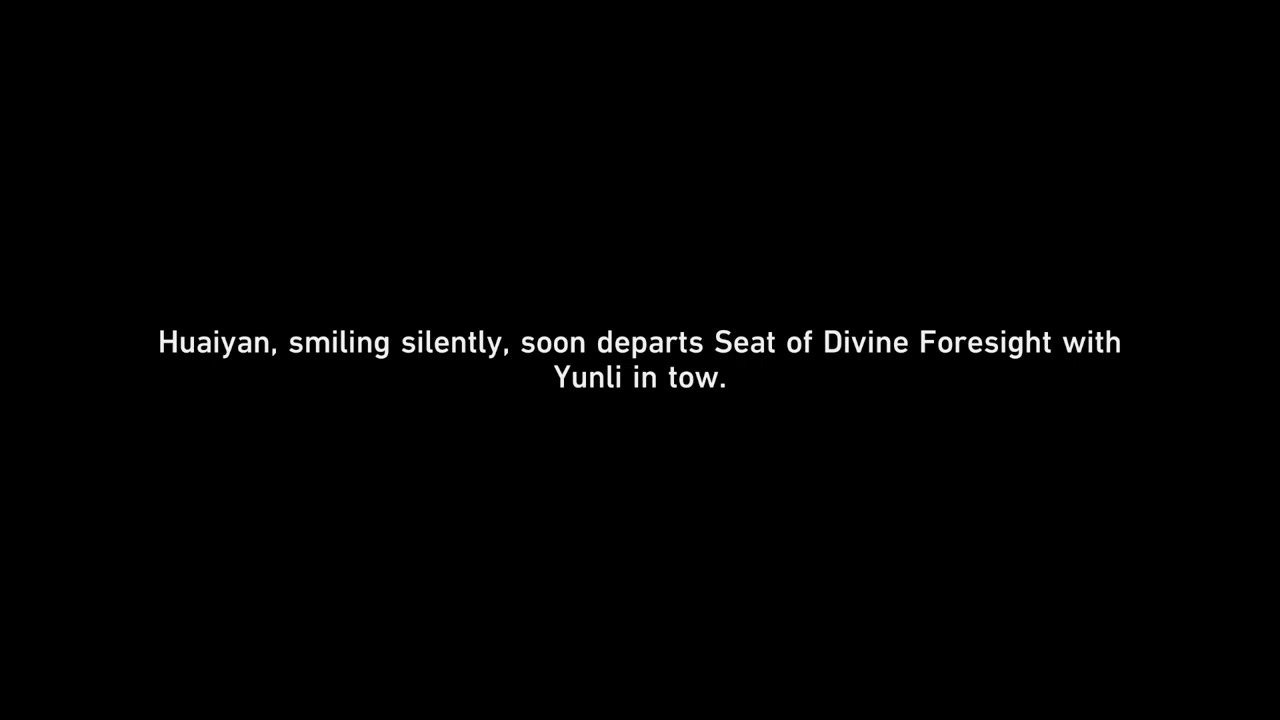 Huaiyan, smiling silently, soon departs Seat of Divine Foresight with
Yunli in tow.